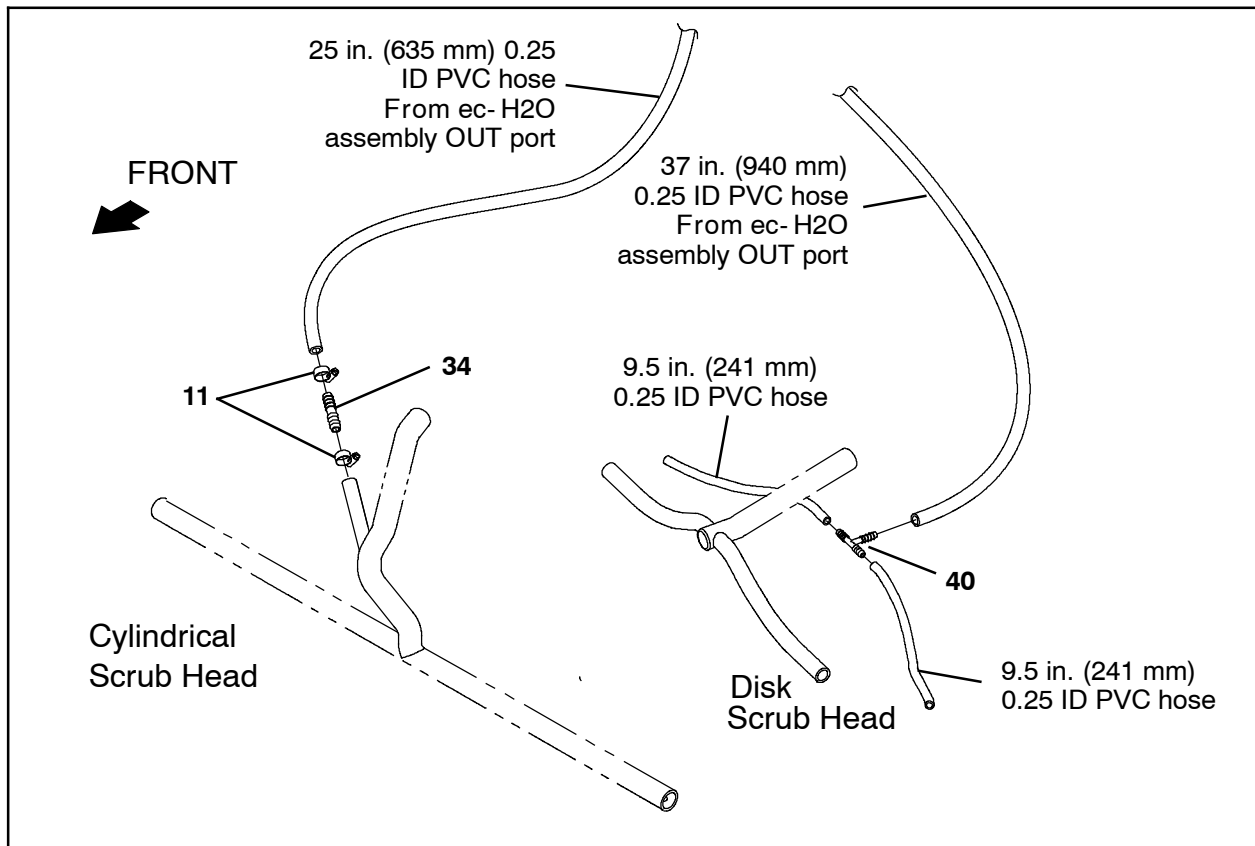 25 in. (635 mm) 0.25
ID PVC hose
From ec-H2O
assembly OUT port
FRONT
37 in. (940 mm)
0.25 ID PVC hose
From ec-H2O
assembly OUT port
9.5 in. (241 mm)
0.25 ID PVC hose
11
34
40
Cylindrical
Scrub Head
Disk
Scrub Head
9.5 in. (241 mm)
0.25 ID PVC hose